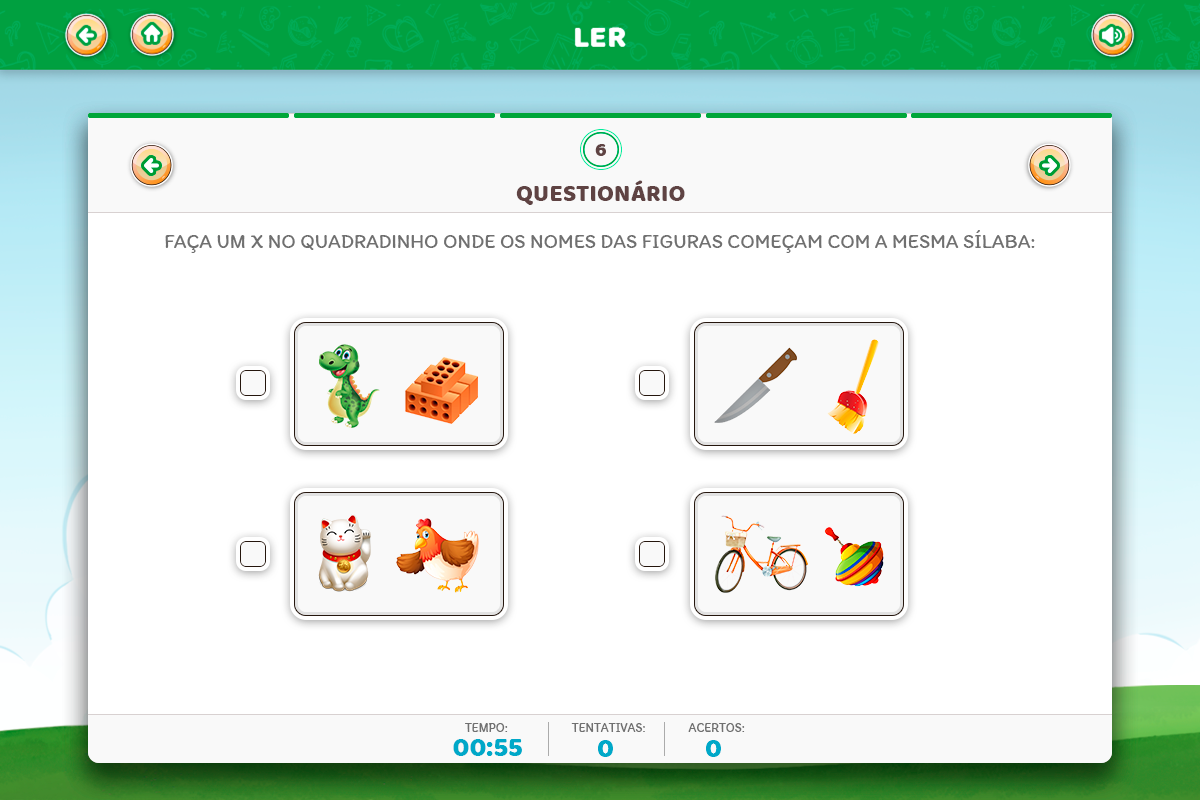 LER
6
QUESTIONÁRIO
FAÇA UM X NO QUADRADINHO ONDE OS NOMES DAS FIGURAS COMEÇAM COM A MESMA SÍLABA:
TEMPO:
00:55
TENTATIVAS:
0
ACERTOS:
0